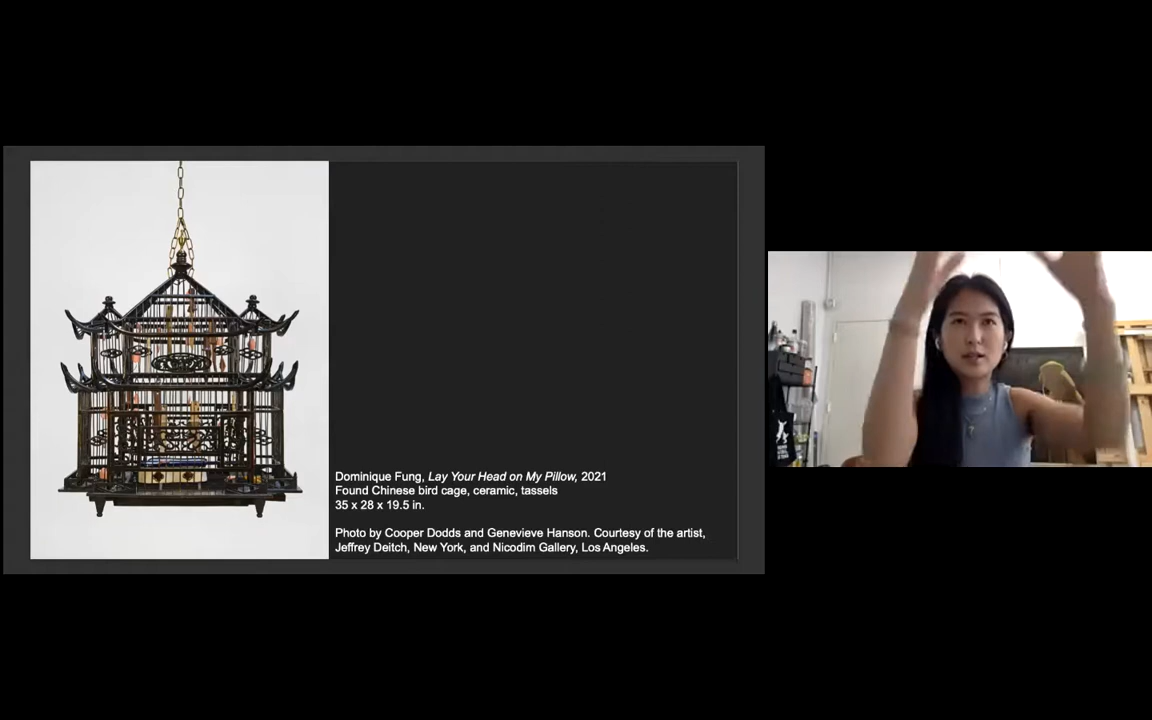 Dominique Fung, Lay Your Head on My Pillow, 2021
Found Chinese bird cage, ceramic, tassels
35 x 28 x 19.5 in.
Photo by Cooper Dodds and Genevieve Hanson. Courtesy of the artist,
Jeffrey Deitch, New York, and Nicodim Gallery, Los Angeles.